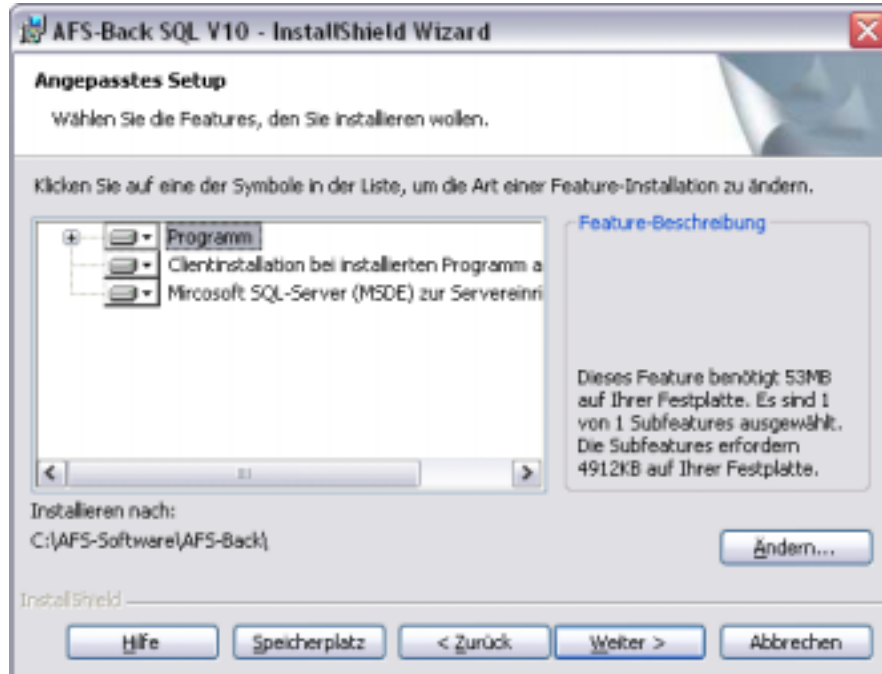 AFS-Back SQL V10 - InstallShield Wizard
Angepasstes Setup
Wählen Sie die Features, den Sie installieren wollen.
Klicken Sie auf eine der Symbole in der Liste, um die Art einer Feature-Installation zu ändern.
Programm
Clientinstallation bei installierten Programm a
Mircosoft SQL-Server (MSDE) zur Servereinri
Feature-Beschreibung
Dieses Feature benötigt 53MB
auf Ihrer Festplatte. Es sind 1
von 1 Subfeatures ausgewählt.
Die Subfeatures erfordern
4912KB auf Ihrer Festplatte.
Installieren nach:
C:\AFS-Software\AFS-Back\
Ändern...
InstallShield
Hilfe
Speicherplatz
< Zurück
Weiter >
Abbrechen